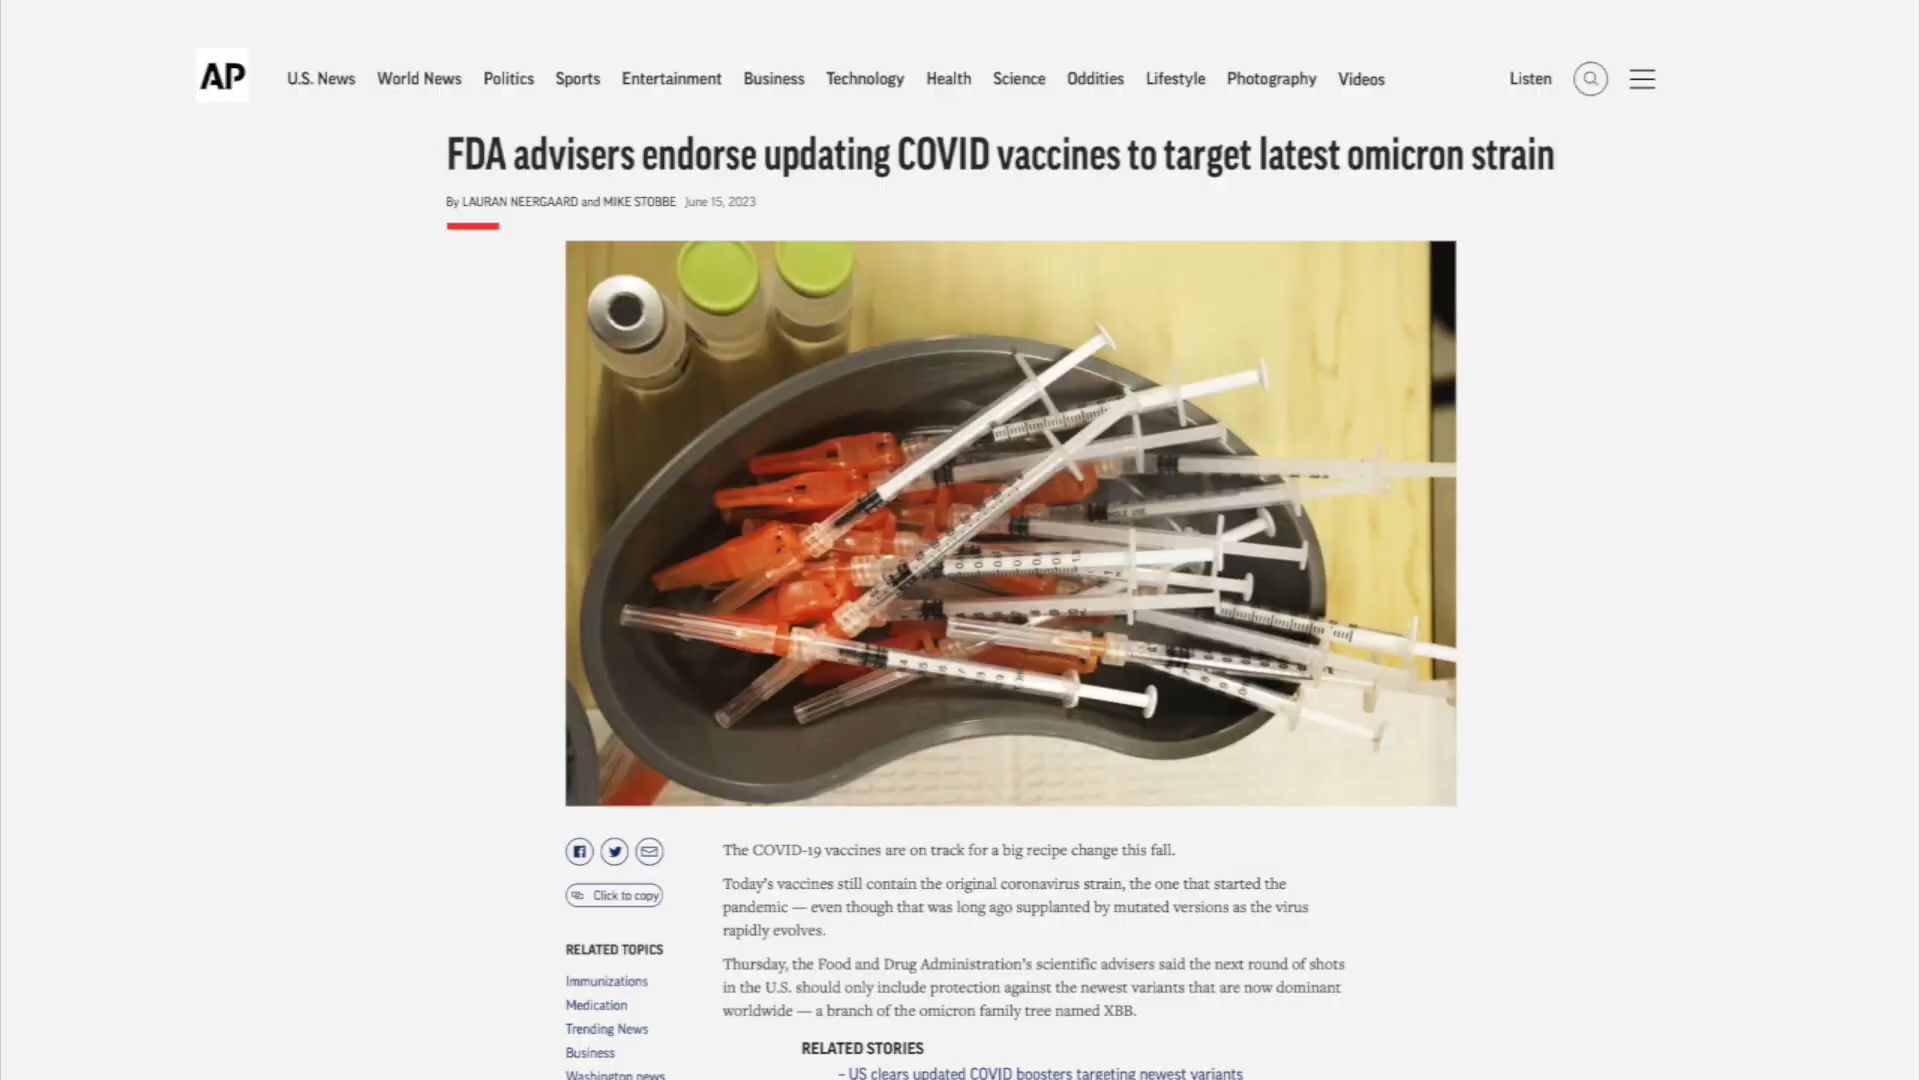 AP
U.S. News World News Politics Sports Entertainment Business Technology Health Science Oddities Lifestyle Photography Videos Listen
FDA advisers endorse updating COVID vaccines to target latest omicron strain
By LAURAN NEERGAARD and MIKE STOBBE June 15, 2023
Click to copy
RELATED TOPICS
Immunizations
Medication
Trending News
Business
Washington news
The COVID-19 vaccines are on track for a big recipe change this fall.
Today's vaccines still contain the original coronavirus strain, the one that started the
pandemic — even though that was long ago supplanted by mutated versions as the virus
rapidly evolves.
Thursday, the Food and Drug Administration's scientific advisers said the next round of shots
in the U.S. should only include protection against the newest variants that are now dominant
worldwide — a branch of the omicron family tree named XBB.
RELATED STORIES
– US clears updated COVID boosters targeting newest variants